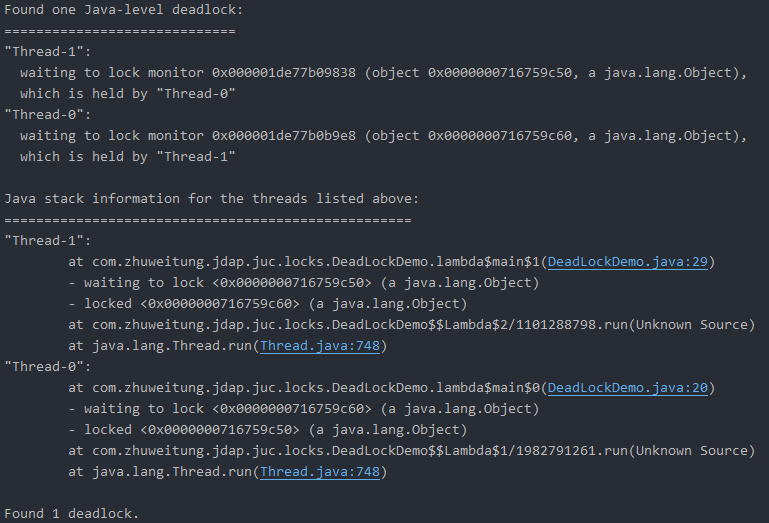 Found one Java-level deadlock:
=============================
"Thread-1":
  waiting to lock monitor 0x000001de77b09838 (object 0x0000000716759c50, a java.lang.Object),
  which is held by "Thread-0"
"Thread-0":
  waiting to lock monitor 0x000001de77b0b9e8 (object 0x0000000716759c60, a java.lang.Object),
  which is held by "Thread-1"

Java stack information for the threads listed above:
===================================================
"Thread-1":
        at com.zhuweitung.jdap.juc.locks.DeadLockDemo.lambda$main$1(DeadLockDemo.java:29)
        - waiting to lock <0x0000000716759c50> (a java.lang.Object)
        - locked <0x0000000716759c60> (a java.lang.Object)
        at com.zhuweitung.jdap.juc.locks.DeadLockDemo$$Lambda$2/1101288798.run(Unknown Source)
        at java.lang.Thread.run(Thread.java:748)
"Thread-0":
        at com.zhuweitung.jdap.juc.locks.DeadLockDemo.lambda$main$0(DeadLockDemo.java:20)
        - waiting to lock <0x0000000716759c60> (a java.lang.Object)
        - locked <0x0000000716759c50> (a java.lang.Object)
        at com.zhuweitung.jdap.juc.locks.DeadLockDemo$$Lambda$1/1982791261.run(Unknown Source)
        at java.lang.Thread.run(Thread.java:748)

Found 1 deadlock.